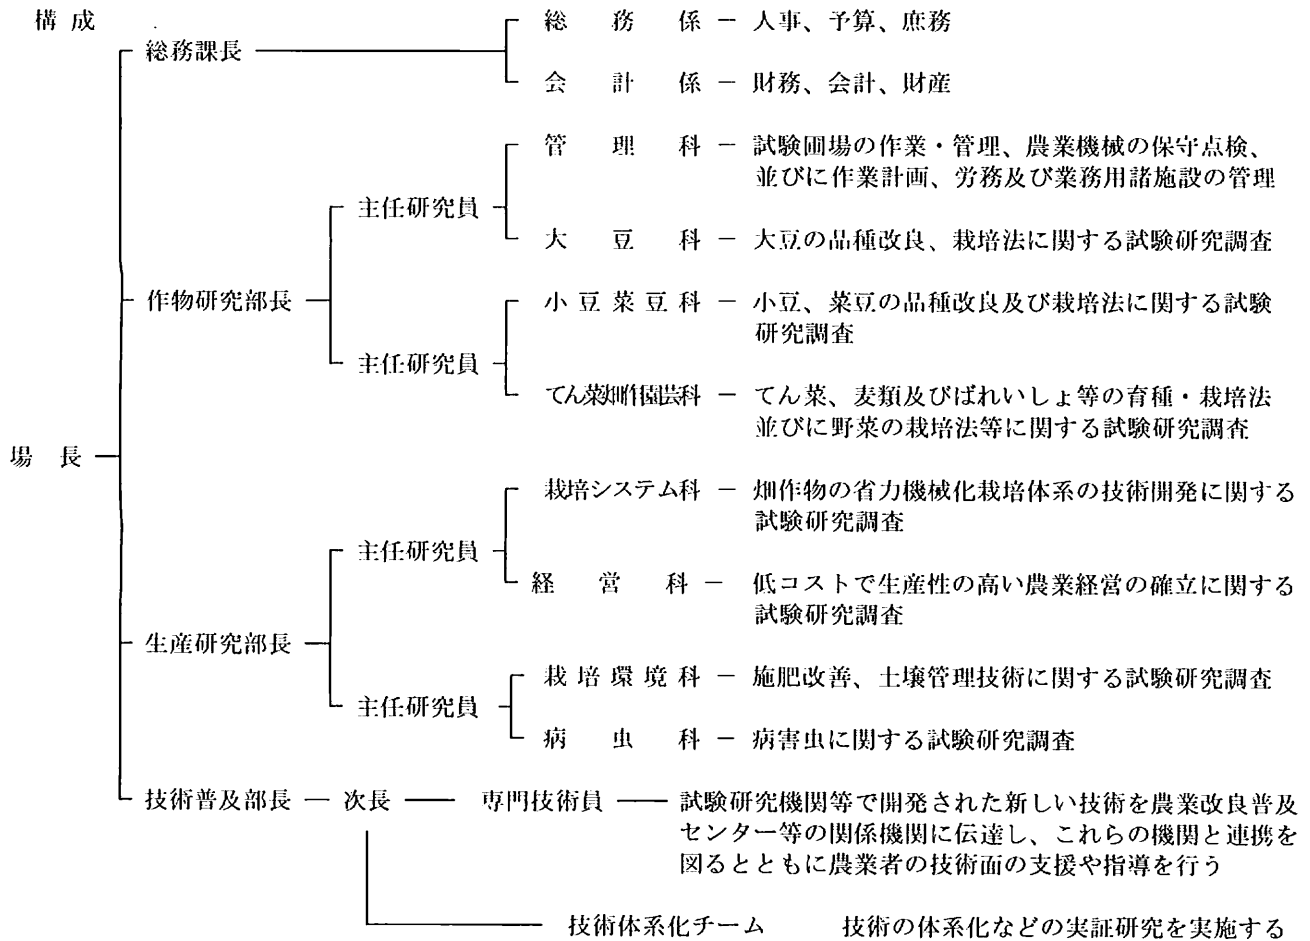 構成
総務課長
総務係 － 人事、予算、庶務
会計係 － 財務、会計、財産
管理科 － 試験圃場の作業・管理、農業機械の保守点検、
並びに作業計画、労務及び業務用諸施設の管理
主任研究員
大豆科 － 大豆の品種改良、栽培法に関する試験研究調査
作物研究部長
小豆菜豆科 － 小豆、菜豆の品種改良及び栽培法に関する試験
研究調査
主任研究員
てん菜畑作園芸科 － てん菜、麦類及びばれいしょ等の育種・栽培法
並びに野菜の栽培法等に関する試験研究調査
場長
栽培システム科 － 畑作物の省力機械化栽培体系の技術開発に関する
試験研究調査
主任研究員
経営科 － 低コストで生産性の高い農業経営の確立に関する
試験研究調査
生産研究部長
栽培環境科 － 施肥改善、土壌管理技術に関する試験研究調査
主任研究員
病虫科 － 病害虫に関する試験研究調査
技術普及部長 － 次長 － 専門技術員 － 試験研究機関等で開発された新しい技術を農業改良普及
センター等の関係機関に伝達し、これらの機関と連携を
図るとともに農業者の技術面の支援や指導を行う
技術体系化チーム 技術の体系化などの実証研究を実施する